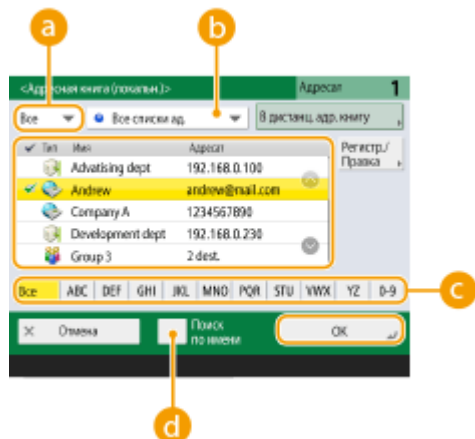 a
b
<Адресная книга (локальн.)> Адресат 1
Все Все списки ад. В дистанц. адр. книгу
✓ Тип Имя Адресат Регистр./
Правка
Advatising dept 192.168.0.100
Andrew andrew@mail.com
Company A 1234567890
Development dept 192.168.0.230
Group 3 2 dest.
Все ABC DEF GHI JKL MNO PQR STU VWX YZ 0-9
c
× Отмена Поиск
по имени OK
d